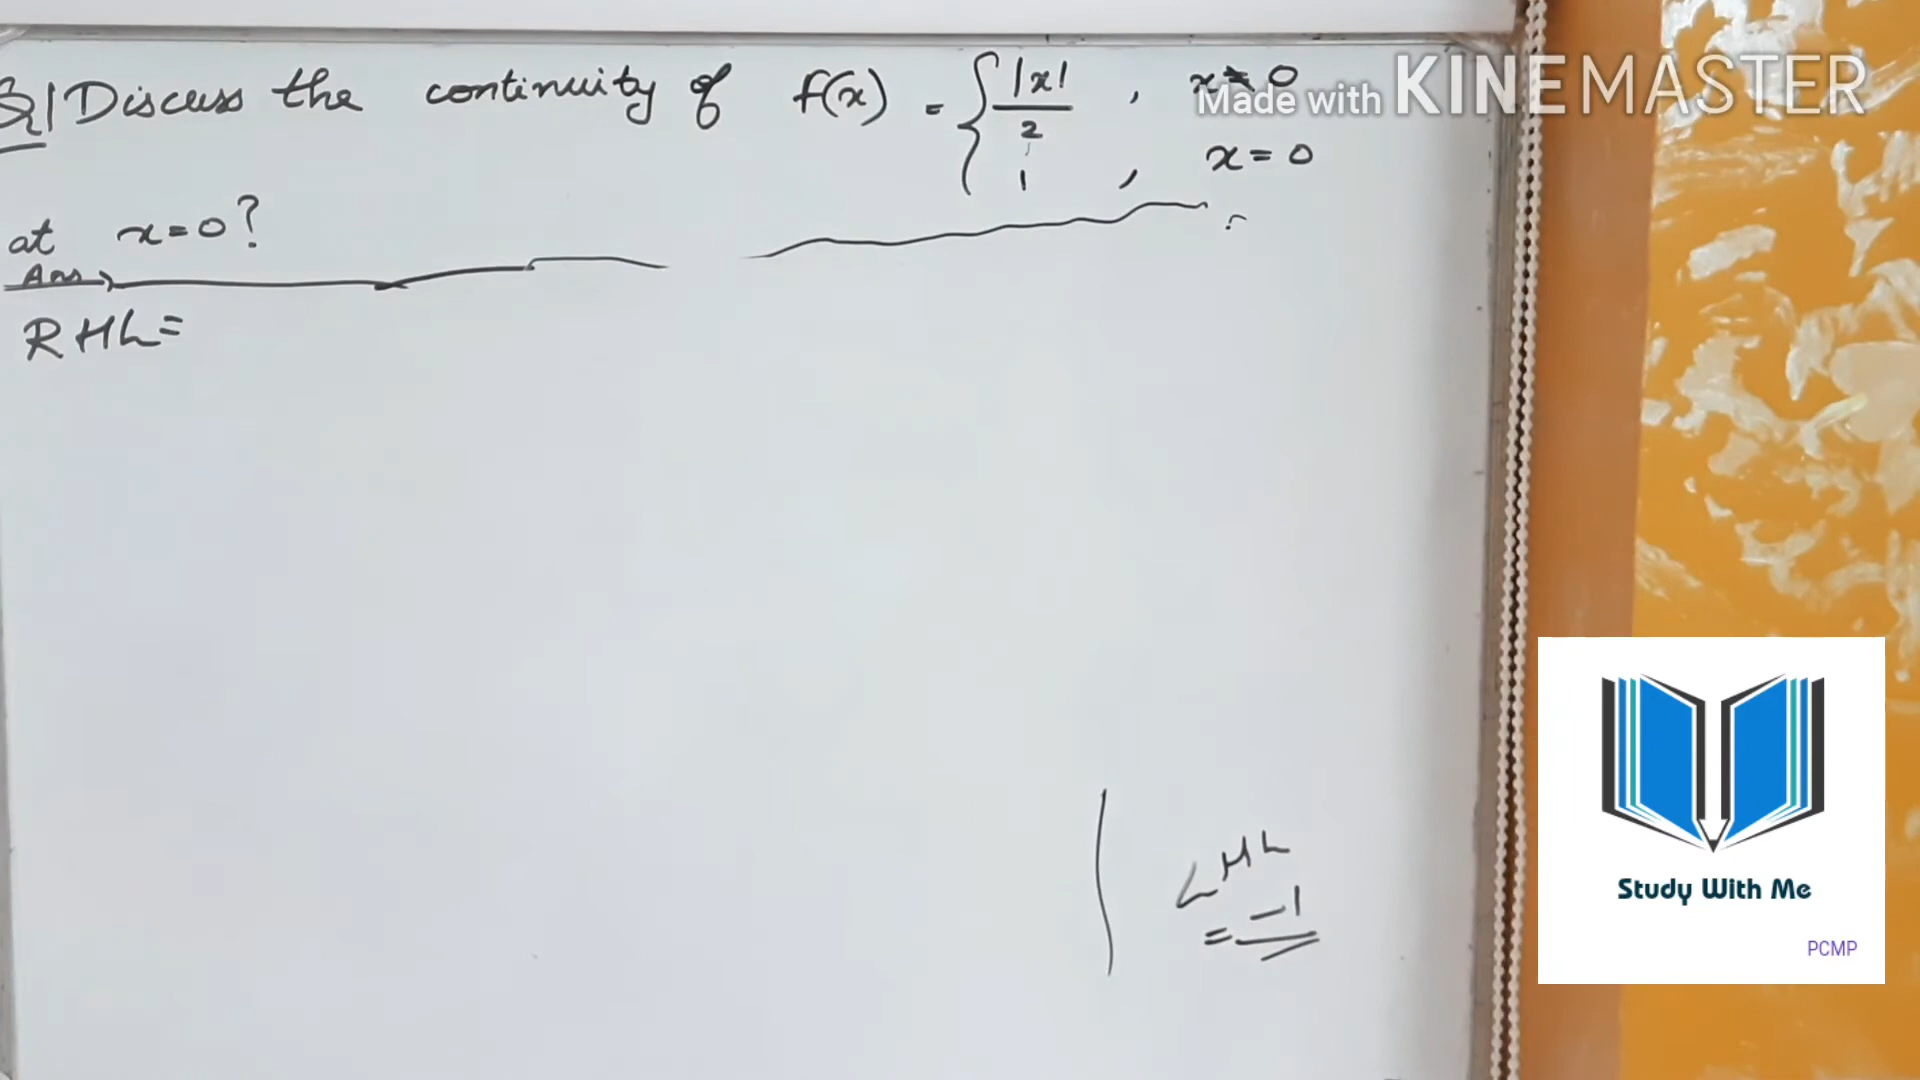 Q1 Discuss the continuity of f(x) = { |x|/2 , x≠0
1 , x=0
at x=0?
Ans
RHL=
LHL
= -1
Made with KINEMASTER
Study With Me
PCMP